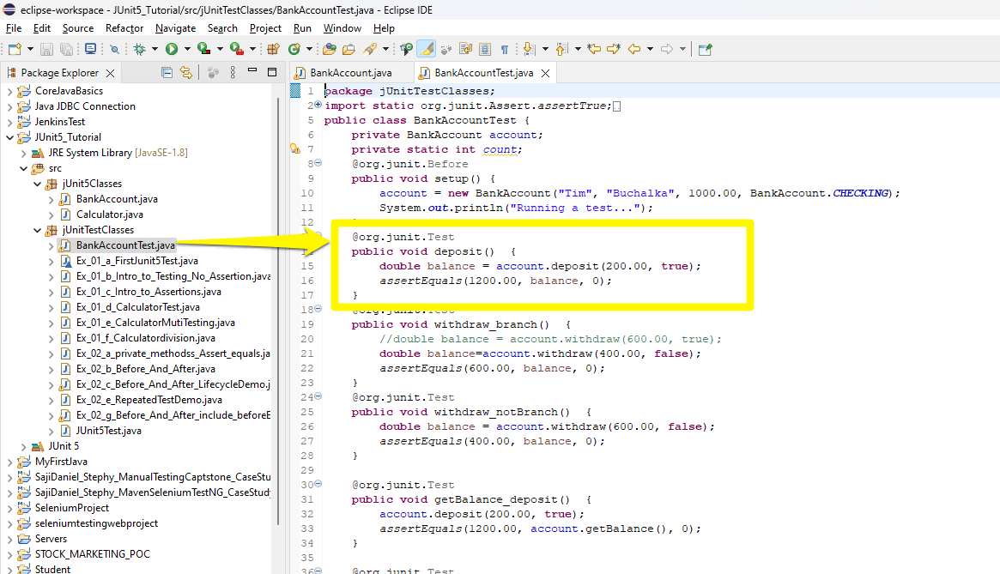 eclipse-workspace - JUnit5_Tutorial/src/jUnitTestClasses/BankAccountTest.java - Eclipse IDE
File Edit Source Refactor Navigate Search Project Run Window Help
Package Explorer
CoreJavaBasics
Java JDBC Connection
JenkinsTest
JUnit5_Tutorial
JRE System Library [JavaSE-1.8]
src
jUnit5Classes
BankAccount.java
Calculator.java
jUnitTestClasses
BankAccountTest.java
Ex_01_a_FirstJunit5Test.java
Ex_01_b_Intro_to_Testing_No_Assertion.java
Ex_01_c_Intro_to_Assertions.java
Ex_01_d_CalculatorTest.java
Ex_01_e_CalculatorMutiTesting.java
Ex_01_f_Calculatordivision.java
Ex_02_a_private_methodss_Assert_equals.ja
Ex_02_b_Before_And_After.java
Ex_02_c_Before_And_After_LifecycleDemo.j
Ex_02_e_RepeatedTestDemo.java
Ex_02_g_Before_And_After_include_beforeE
JUnit5Test.java
JUnit 5
MyFirstJava
SajiDaniel_Stephy_ManualTestingCaptstone_CaseStu
SajiDaniel_Stephy_MavenSeleniumTestNG_CaseStudy
SeleniumProject
seleniumtestingwebproject
Servers
STOCK_MARKETING_POC
Student
BankAccount.java BankAccountTest.java
1 package jUnitTestClasses;
2 import static org.junit.Assert.assertTrue;
5 public class BankAccountTest {
6 private BankAccount account;
7 private static int count;
8 @org.junit.Before
9 public void setup() {
10 account = new BankAccount("Tim", "Buchalka", 1000.00, BankAccount.CHECKING);
11 System.out.println("Running a test...");
12
@org.junit.Test
public void deposit() {
15 double balance = account.deposit(200.00, true);
16 assertEquals(1200.00, balance, 0);
17 }
18 @org.junit.Test
19 public void withdraw_branch() {
20 //double balance = account.withdraw(600.00, true);
21 double balance=account.withdraw(400.00, false);
22 assertEquals(600.00, balance, 0);
23 }
24 @org.junit.Test
25 public void withdraw_notBranch() {
26 double balance = account.withdraw(600.00, false);
27 assertEquals(400.00, balance, 0);
28 }
29
30 @org.junit.Test
31 public void getBalance_deposit() {
32 account.deposit(200.00, true);
33 assertEquals(1200.00, account.getBalance(), 0);
34 }
35
36 @org.junit.Test